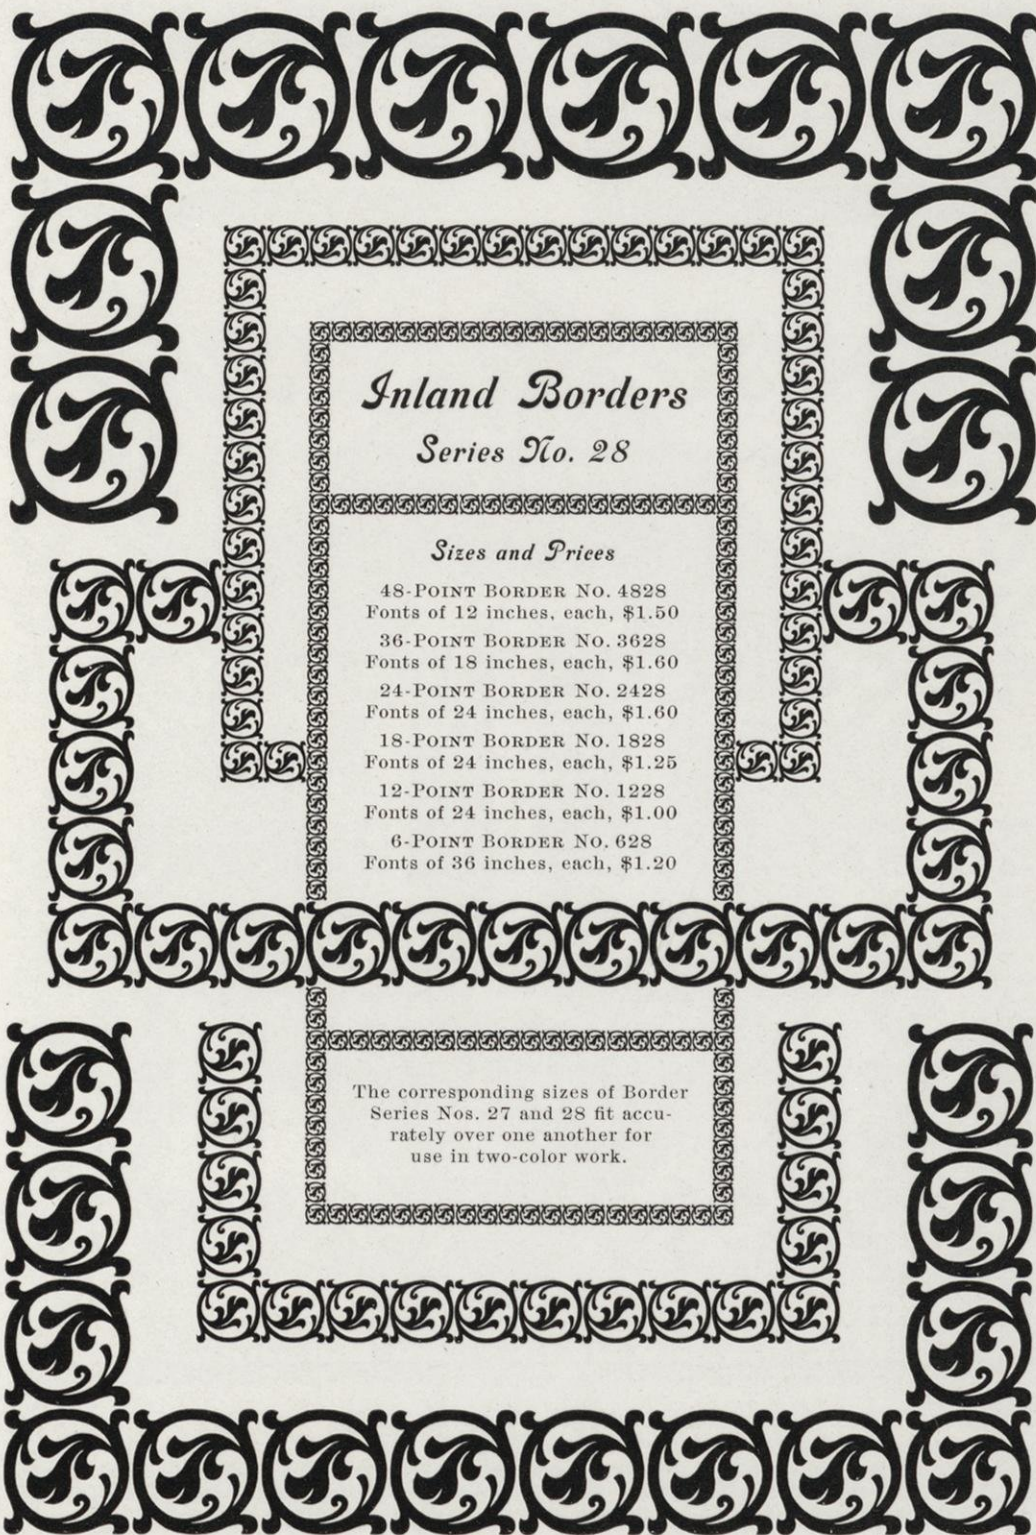 Inland Borders
Series No. 28
Sizes and Prices
48-POINT BORDER NO. 4828
Fonts of 12 inches, each, $1.50
36-POINT BORDER NO. 3628
Fonts of 18 inches, each, $1.60
24-POINT BORDER NO. 2428
Fonts of 24 inches, each, $1.60
18-POINT BORDER NO. 1828
Fonts of 24 inches, each, $1.25
12-POINT BORDER NO. 1228
Fonts of 24 inches, each, $1.00
6-POINT BORDER NO. 628
Fonts of 36 inches, each, $1.20
The corresponding sizes of Border
Series Nos. 27 and 28 fit accu-
rately over one another for
use in two-color work.